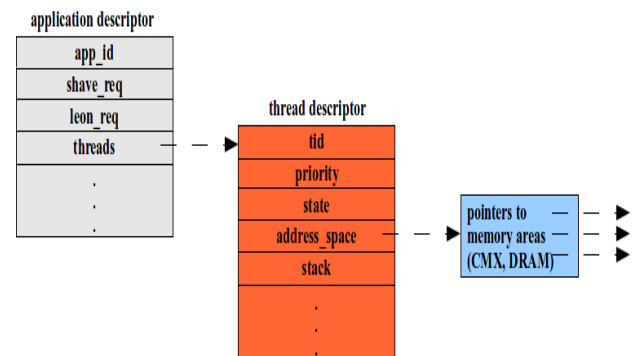 application descriptor
app_id
shave_req
leon_req
threads
.
.
.
thread descriptor
tid
priority
state
address_space
stack
.
.
.
pointers to
memory areas
(CMX, DRAM)